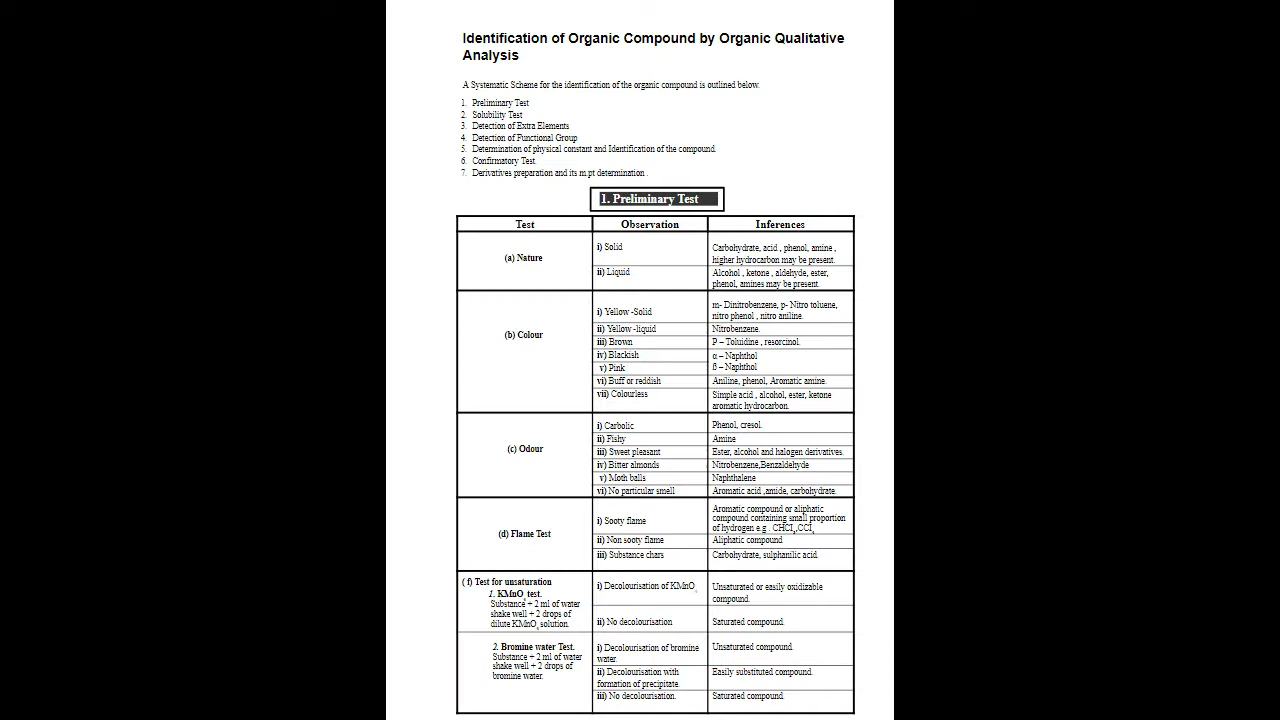 Identification of Organic Compound by Organic Qualitative
Analysis
A Systematic Scheme for the identification of the organic compound is outlined below.
1. Preliminary Test
2. Solubility Test
3. Detection of Extra Elements
4. Detection of Functional Group
5. Determination of physical constant and Identification of the compound.
6. Confirmatory Test.
7. Derivatives preparation and its m.pt determination .
1. Preliminary Test
Test Observation Inferences
(a) Nature
i) Solid
Carbohydrate, acid , phenol, amine ,
higher hydrocarbon may be present.
ii) Liquid
Alcohol , ketone , aldehyde, ester,
phenol, amines may be present.
(b) Colour
i) Yellow -Solid
m- Dinitrobenzene, p- Nitro toluene,
nitro phenol , nitro aniline.
ii) Yellow -liquid
Nitrobenzene.
iii) Brown
P – Toluidine , resorcinol.
iv) Blackish
α – Naphthol
v) Pink
β – Naphthol
vi) Buff or reddish
Aniline, phenol, Aromatic amine.
vii) Colourless
Simple acid , alcohol, ester, ketone
aromatic hydrocarbon.
(c) Odour
i) Carbolic
Phenol, cresol.
ii) Fishy
Amine
iii) Sweet pleasant
Ester, alcohol and halogen derivatives.
iv) Bitter almonds
Nitrobenzene,Benzaldehyde
v) Moth balls
Naphthalene
vi) No particular smell
Aromatic acid ,amide, carbohydrate.
(d) Flame Test
i) Sooty flame
Aromatic compound or aliphatic
compound containing small proportion
of hydrogen e.g . CHCl3,CCl4
ii) Non sooty flame
Aliphatic compound
iii) Substance chars
Carbohydrate, sulphanilic acid.
( f) Test for unsaturation
1. KMnO4 test.
Substance + 2 ml of water
shake well + 2 drops of
dilute KMnO4 solution.
i) Decolourisation of KMnO4
Unsaturated or easily oxidizable
compound.
ii) No decolourisation
Saturated compound.
2. Bromine water Test.
Substance + 2 ml of water
shake well + 2 drops of
bromine water.
i) Decolourisation of bromine
water.
Unsaturated compound.
ii) Decolourisation with
formation of precipitate.
Easily substituted compound.
iii) No decolourisation.
Saturated compound.